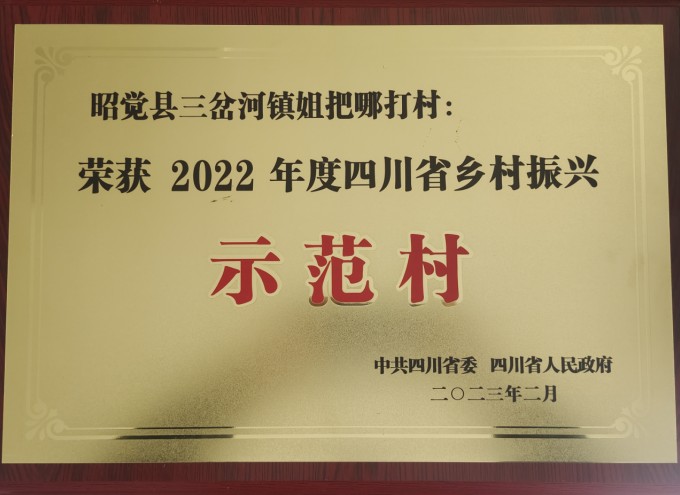 昭觉县三岔河镇姐把哪打村：
荣获 2022 年度四川省乡村振兴
示范村
中共四川省委 四川省人民政府
二〇二三年二月